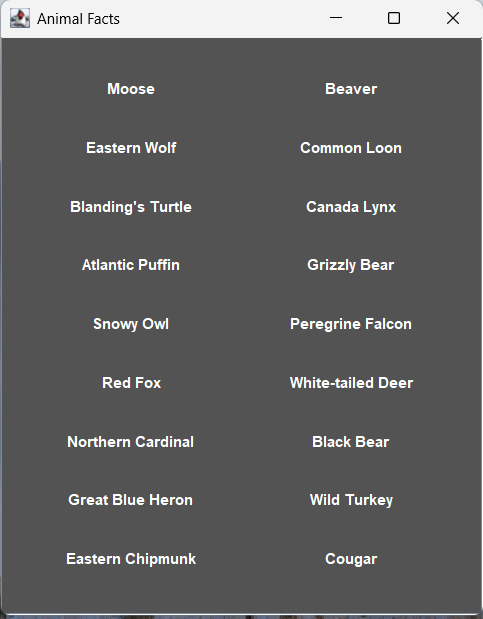 Animal Facts
Moose Beaver
Eastern Wolf Common Loon
Blanding's Turtle Canada Lynx
Atlantic Puffin Grizzly Bear
Snowy Owl Peregrine Falcon
Red Fox White-tailed Deer
Northern Cardinal Black Bear
Great Blue Heron Wild Turkey
Eastern Chipmunk Cougar